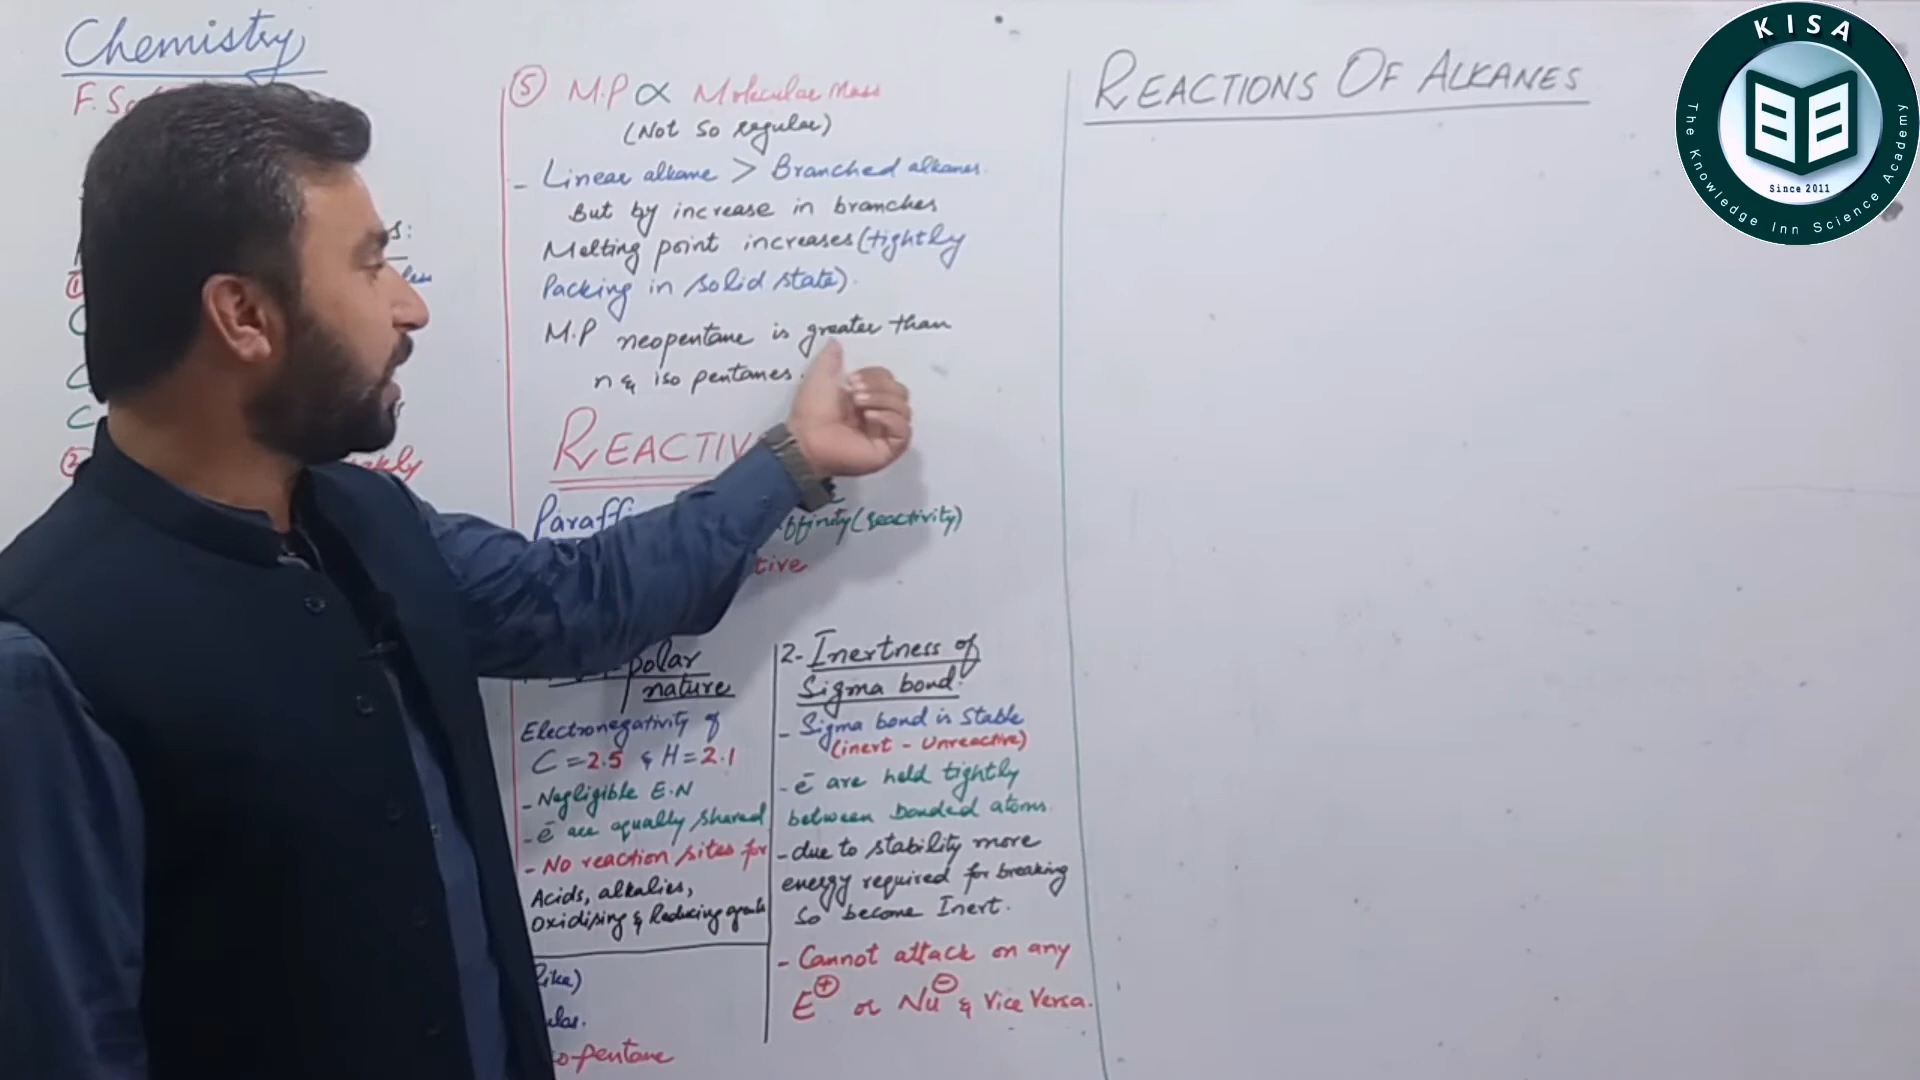 Chemistry
F.Sc
s:
5 M.P ∝ Molecular Mass
(Not so regular)
- Linear alkane > Branched alkanes.
But by increase in branches
Melting point increases (tightly
Packing in solid state).
M.P neopentane is greater than
n & iso pentanes.
REACTIV
Paraffi
affinity (reactivity)
tive
polar
nature
Electronegativity of
C = 2.5 & H = 2.1
- Negligible E.N
- e̅ are equally shared
- No reaction sites for
Acids, alkalies,
Oxidising & Reducing agents
like)
ular.
o-pentane
2- Inertness of
Sigma bond.
- Sigma bond is stable
(inert - Unreactive)
- e̅ are held tightly
between bonded atoms.
- due to stability more
energy required for breaking
so become Inert.
- Cannot attack on any
E⊕ or Nu⊖ & Vice Versa.
REACTIONS OF ALKANES
KISA
Since 2011
The Knowledge Inn Science Academy